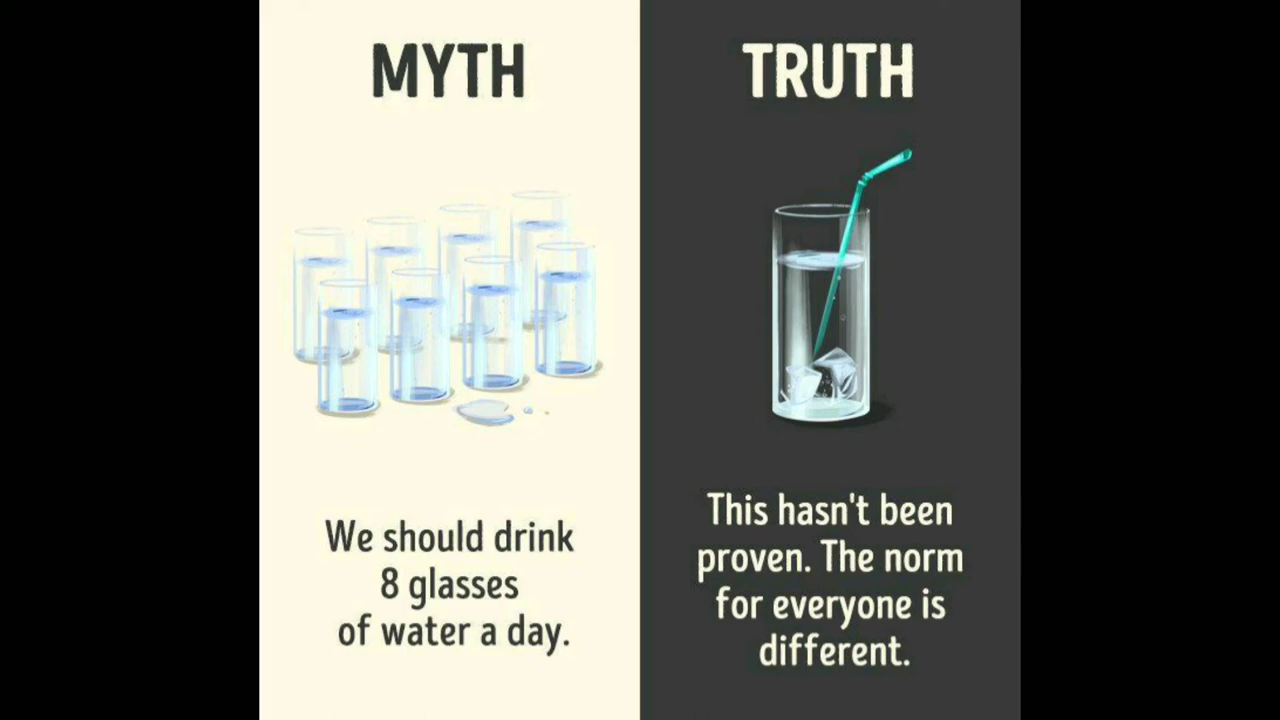 MYTH
We should drink
8 glasses
of water a day.
TRUTH
This hasn't been
proven. The norm
for everyone is
different.